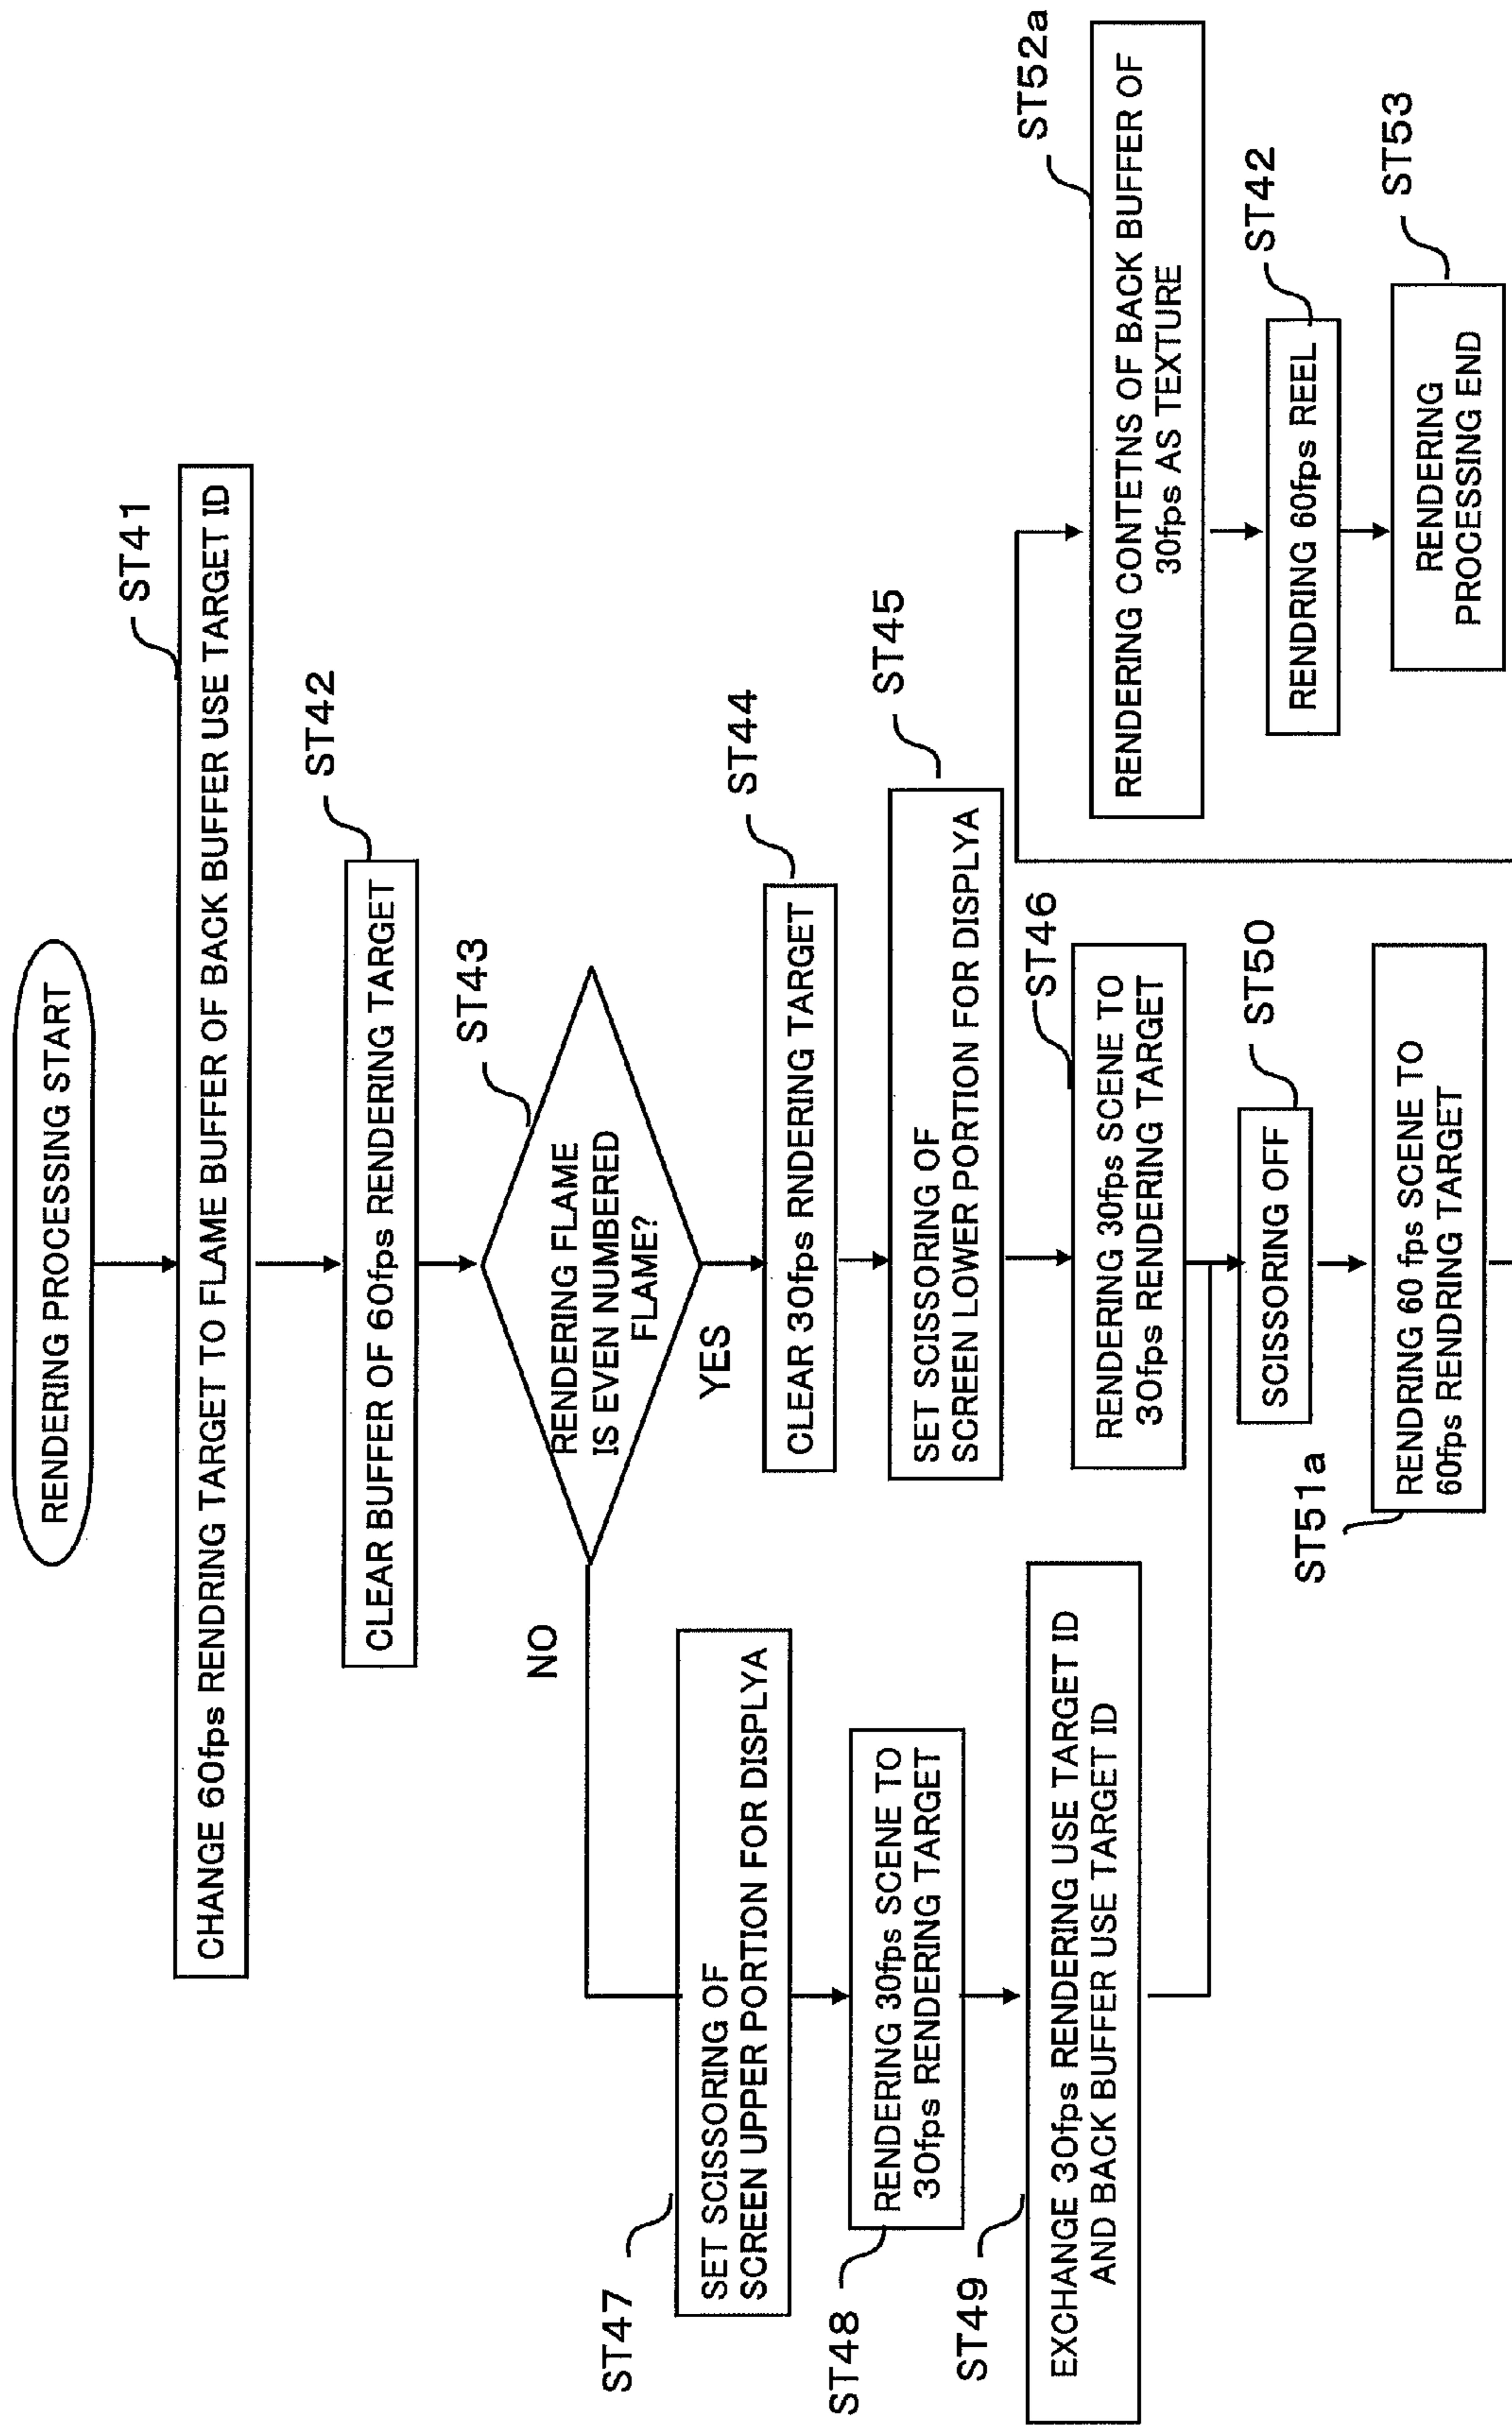 RENDERING PROCESSING START
ST41
CHANGE 60fps RENDRING TARGET TO FLAME BUFFER OF BACK BUFFER USE TARGET ID
ST42
CLEAR BUFFER OF 60fps RENDERING TARGET
ST43
RENDERING FLAME
IS EVEN NUMBERED
FLAME?
NO
YES
ST44
CLEAR 30fps RNDERING TARGET
ST45
SET SCISSORING OF
SCREEN LOWER PORTION FOR DISPLYA
ST46
RENDERING 30fps SCENE TO
30fps RENDERING TARGET
ST47
SET SCISSORING OF
SCREEN UPPER PORTION FOR DISPLYA
ST48
RENDERING 30fps SCENE TO
30fps RENDERING TARGET
ST49
EXCHANGE 30fps RENDERING USE TARGET ID
AND BACK BUFFER USE TARGET ID
ST50
SCISSORING OFF
ST51a
RENDRING 60 fps SCENE TO
60fps RENDRING TARGET
ST52a
RENDERING CONTETNS OF BACK BUFFER OF
30fps AS TEXTURE
ST42
RENDRING 60fps REEL
ST53
RENDERING
PROCESSING END